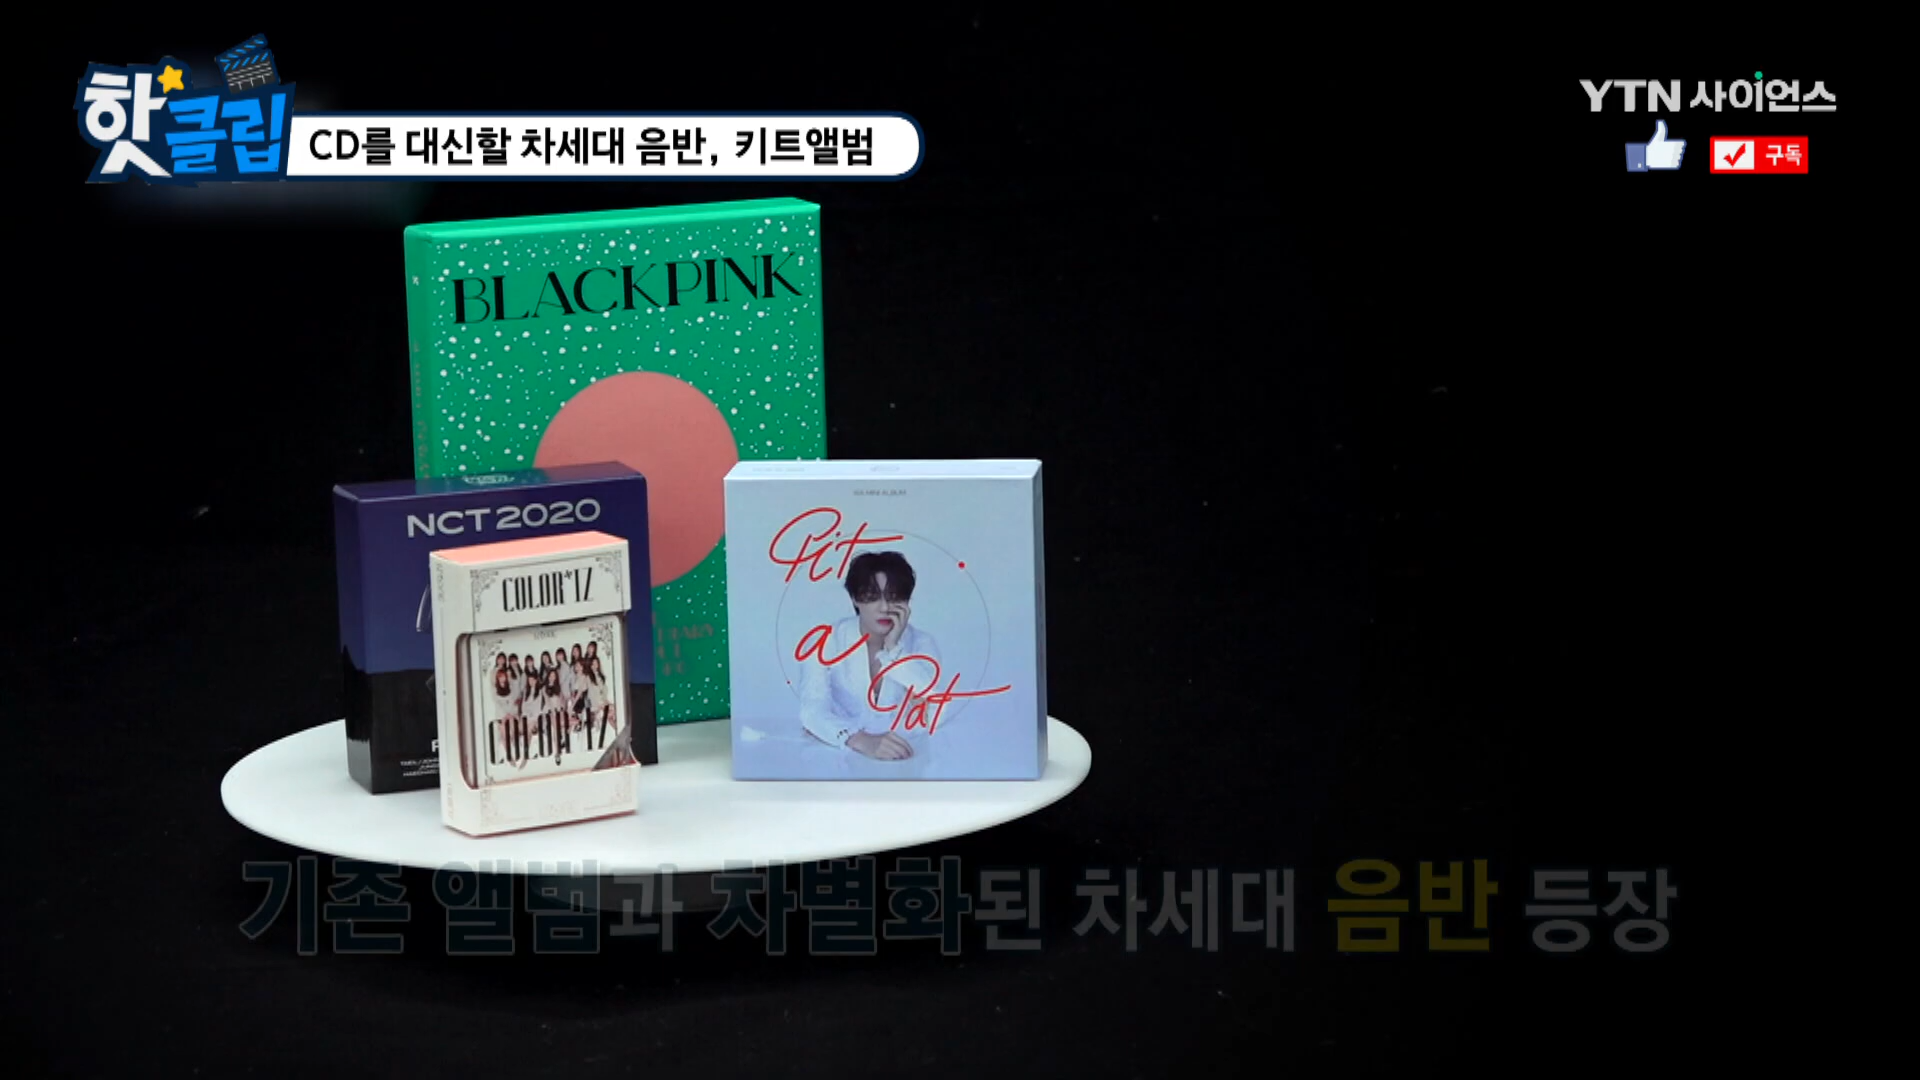 핫클립
CD를 대신할 차세대 음반, 키트앨범
YTN 사이언스
구독
BLACKPINK
NCT 2020
COLOR*IZ
COLOR*IZ
Pit
a
Pat
기존 앨범과 차별화된 차세대 음반 등장